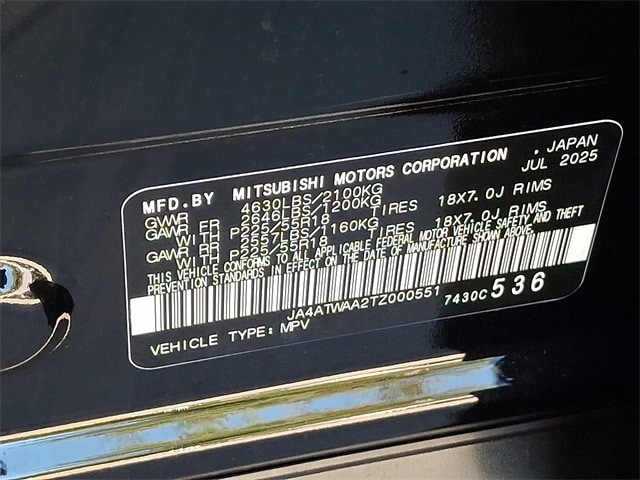 MFD.BY MITSUBISHI MOTORS CORPORATION , JAPAN
JUL 2025
GVWR 4630LBS/2100KG
GAWR FR 2646LBS/1200KG
WITH P225/55R18 TIRES 18X7.0J RIMS
GAWR RR 2557LBS/1160KG
WITH P225/55R18 TIRES 18X7.0J RIMS
THIS VEHICLE CONFORMS TO ALL APPLICABLE FEDERAL MOTOR VEHICLE SAFETY AND THEFT
PREVENTION STANDARDS IN EFFECT ON THE DATE OF MANUFACTURE SHOWN ABOVE.
JA4ATWAA2TZ000551 7430C 536
VEHICLE TYPE: MPV